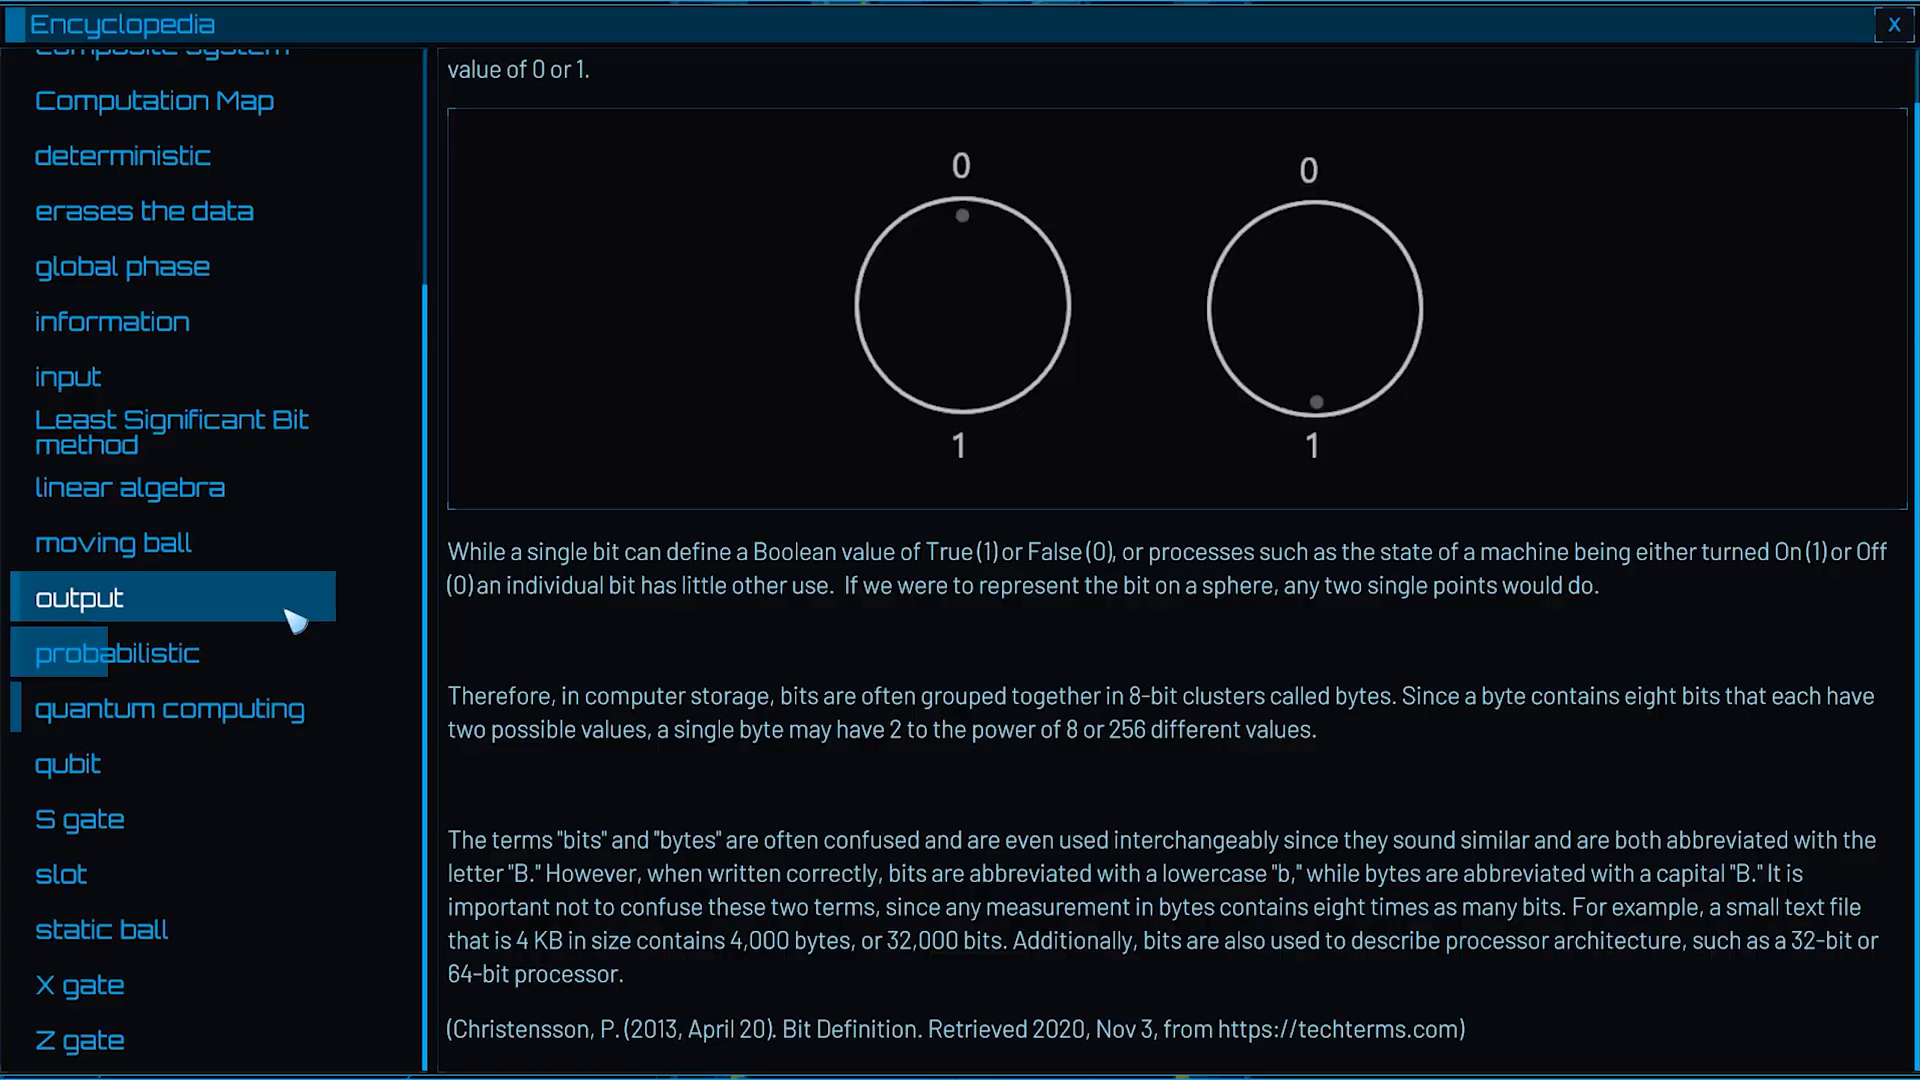 Encyclopedia
X
Composite System
Computation Map
deterministic
erases the data
global phase
information
input
Least Significant Bit
method
linear algebra
moving ball
output
probabilistic
quantum computing
qubit
S gate
slot
static ball
X gate
Z gate
value of 0 or 1.
0
0
1
1
While a single bit can define a Boolean value of True (1) or False (0), or processes such as the state of a machine being either turned On (1) or Off
(0) an individual bit has little other use.  If we were to represent the bit on a sphere, any two single points would do.
Therefore, in computer storage, bits are often grouped together in 8-bit clusters called bytes. Since a byte contains eight bits that each have
two possible values, a single byte may have 2 to the power of 8 or 256 different values.
The terms "bits" and "bytes" are often confused and are even used interchangeably since they sound similar and are both abbreviated with the
letter "B." However, when written correctly, bits are abbreviated with a lowercase "b," while bytes are abbreviated with a capital "B." It is
important not to confuse these two terms, since any measurement in bytes contains eight times as many bits. For example, a small text file
that is 4 KB in size contains 4,000 bytes, or 32,000 bits. Additionally, bits are also used to describe processor architecture, such as a 32-bit or
64-bit processor.
(Christensson, P. (2013, April 20). Bit Definition. Retrieved 2020, Nov 3, from https://techterms.com)